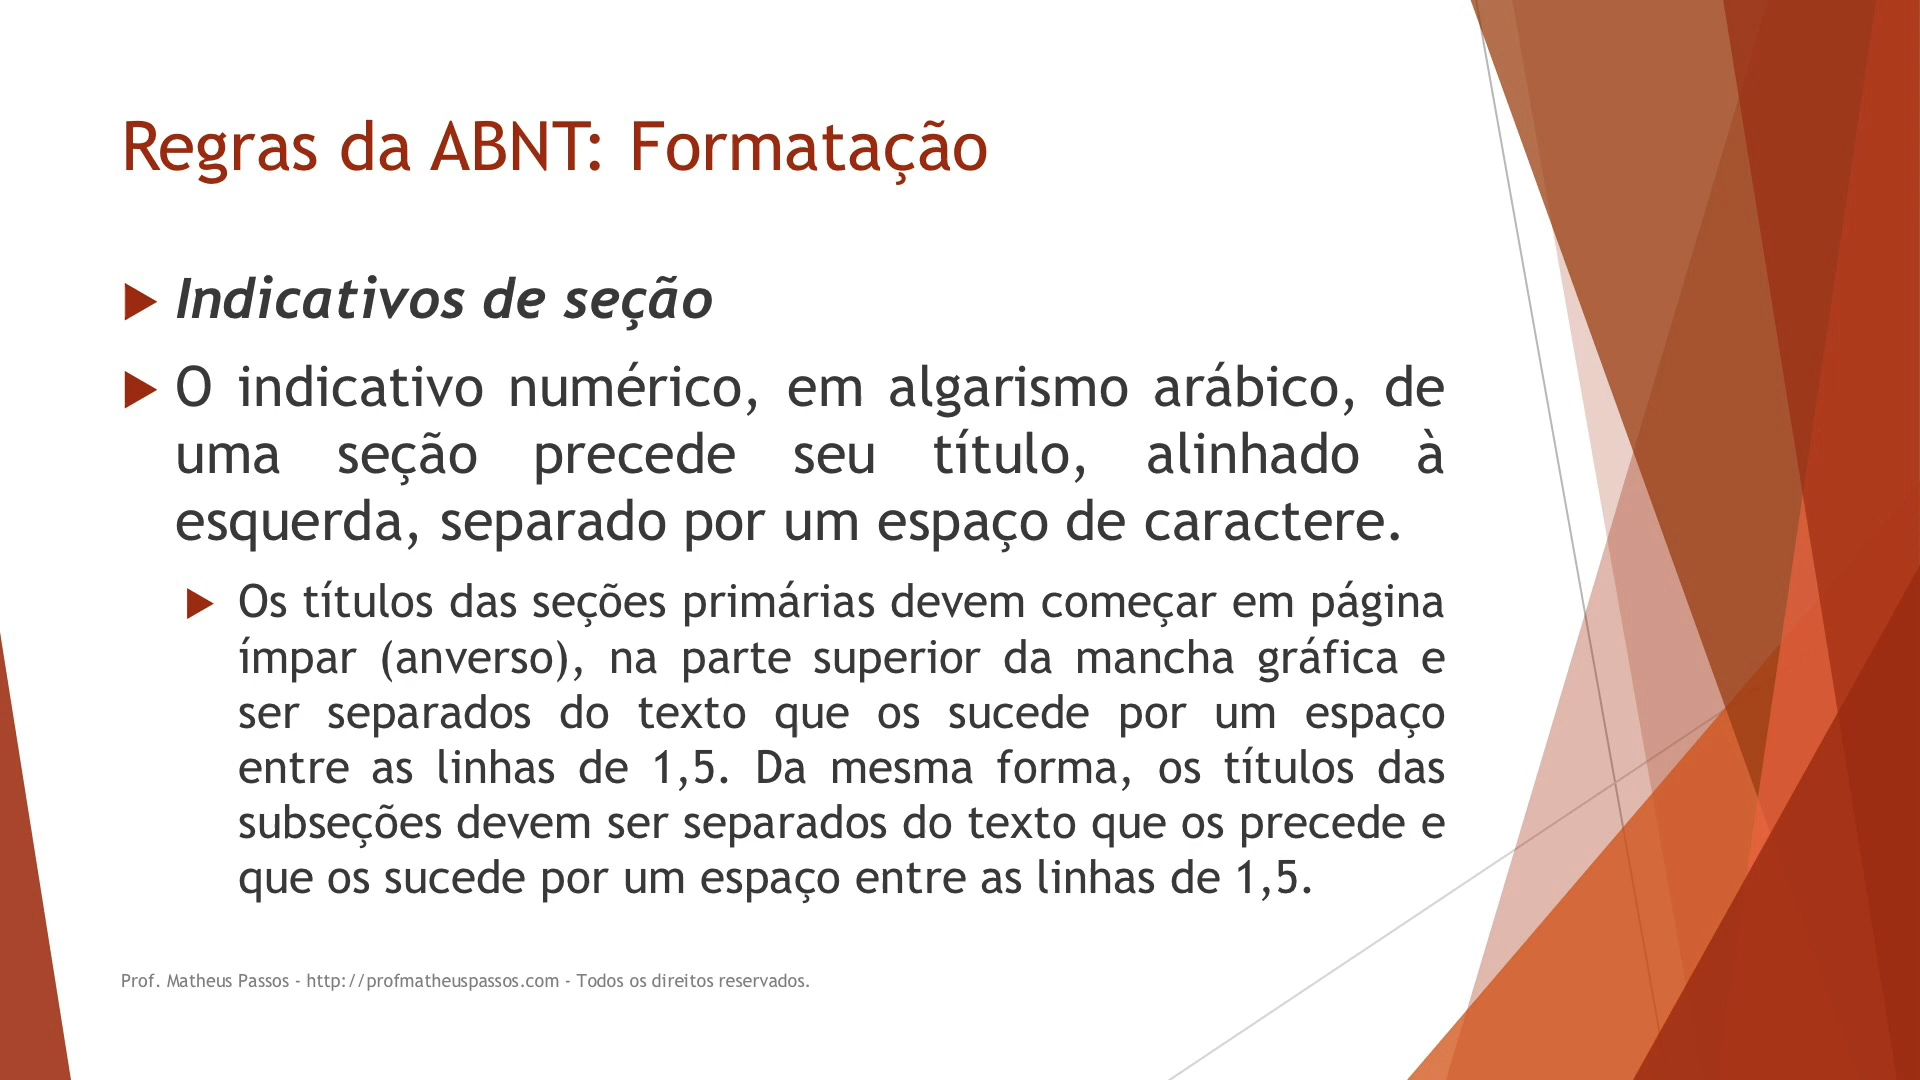 Regras da ABNT: Formatação
Indicativos de seção
O indicativo numérico, em algarismo arábico, de
uma seção precede seu título, alinhado à
esquerda, separado por um espaço de caractere.
Os títulos das seções primárias devem começar em página
ímpar (anverso), na parte superior da mancha gráfica e
ser separados do texto que os sucede por um espaço
entre as linhas de 1,5. Da mesma forma, os títulos das
subseções devem ser separados do texto que os precede e
que os sucede por um espaço entre as linhas de 1,5.
Prof. Matheus Passos - http://profmatheuspassos.com - Todos os direitos reservados.